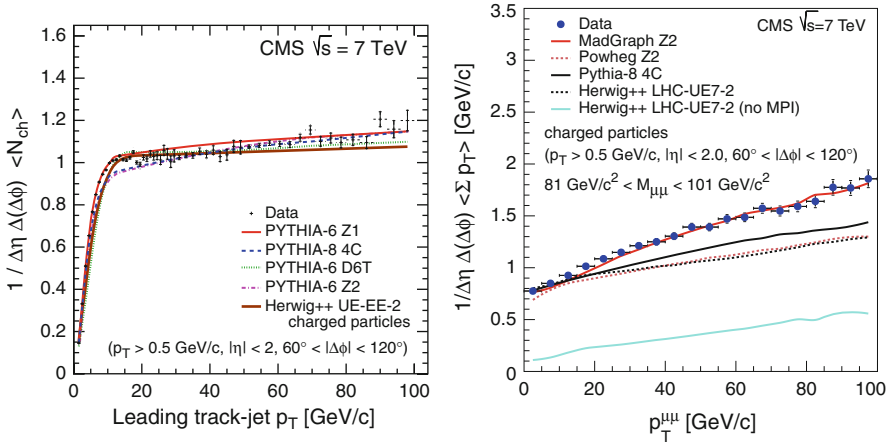 CMS √s = 7 TeV
1 / Δη Δ(Δϕ) <N_ch>
1.6
1.4
1.2
1.0
0.8
0.6
0.4
0.2
0
Data
PYTHIA-6 Z1
PYTHIA-8 4C
PYTHIA-6 D6T
PYTHIA-6 Z2
Herwig++ UE-EE-2
charged particles
(p_T > 0.5 GeV/c, |η| < 2, 60° < |Δϕ| < 120°)
0 20 40 60 80 100
Leading track-jet p_T [GeV/c]
CMS √s=7 TeV
1/Δη Δ(Δϕ) <Σ p_T> [GeV/c]
3.5
3
2.5
2
1.5
1
0.5
0
Data
MadGraph Z2
Powheg Z2
Pythia-8 4C
Herwig++ LHC-UE7-2
Herwig++ LHC-UE7-2 (no MPI)
charged particles
(p_T > 0.5 GeV/c, |η| < 2.0, 60° < |Δϕ| < 120°)
81 GeV/c² < M_μμ < 101 GeV/c²
0 20 40 60 80 100
p_T^μμ [GeV/c]